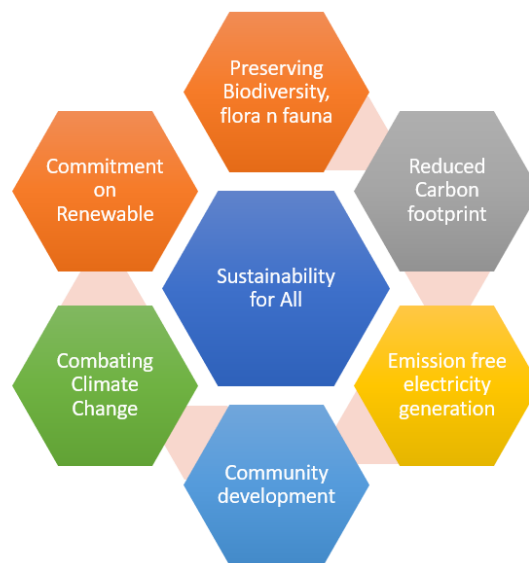 Preserving
Biodiversity,
flora n fauna
Reduced
Carbon
footprint
Emission free
electricity
generation
Community
development
Combating
Climate
Change
Commitment
on
Renewable
Sustainability
for All